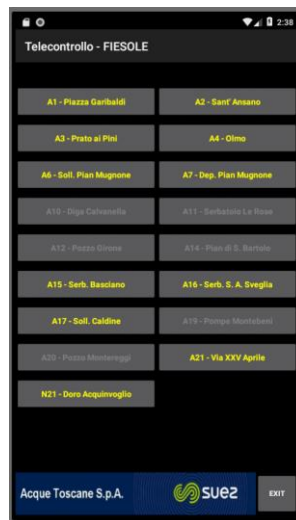 2:38
Telecontrollo - FIESOLE
A1 - Piazza Garibaldi
A2 - Sant' Ansano
A3 - Prato ai Pini
A4 - Olmo
A6 - Soll. Pian Mugnone
A7 - Dep. Pian Mugnone
A10 - Diga Calvanella
A11 - Serbatoio Le Rose
A12 - Pozzo Girone
A14 - Pian di S. Bartolo
A15 - Serb. Basciano
A16 - Serb. S. A. Sveglia
A17 - Soll. Caldine
A19 - Pompe Montebeni
A20 - Pozzo Montereggi
A21 - Via XXV Aprile
N21 - Doro Acquinvoglio
Acque Toscane S.p.A.
suez
EXIT